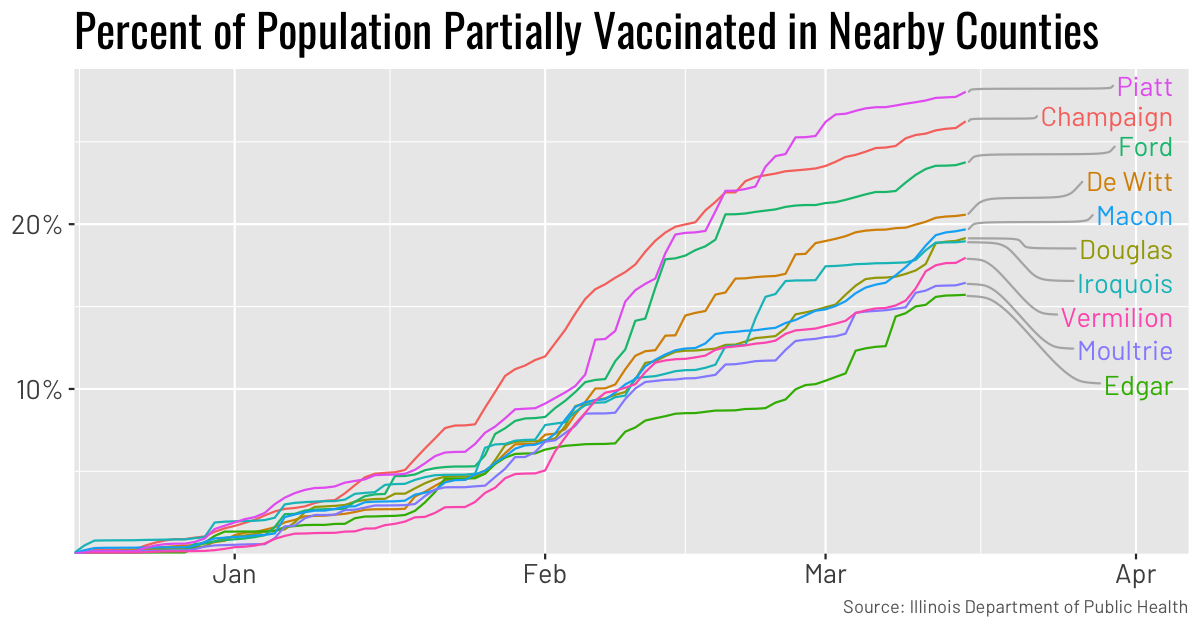 Percent of Population Partially Vaccinated in Nearby Counties
Piatt
Champaign
Ford
De Witt
20%
Macon
Douglas
Iroquois
Vermilion
Moultrie
10%
Edgar
Jan
Feb
Mar
Apr
Source: Illinois Department of Public Health